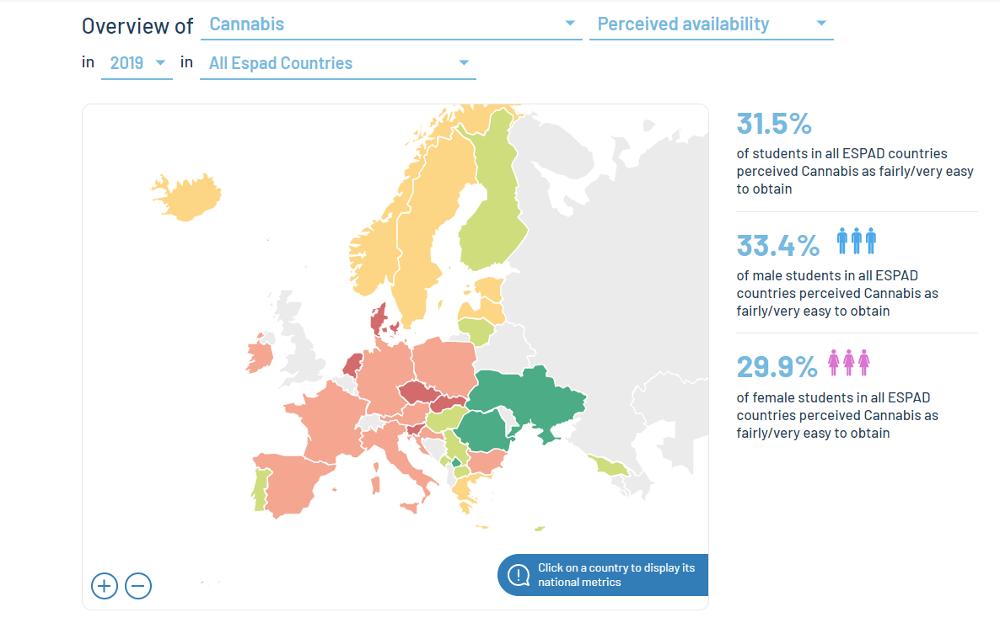 Overview of Cannabis Perceived availability
in 2019 in All Espad Countries
31.5%
of students in all ESPAD countries
perceived Cannabis as fairly/very easy
to obtain
33.4%
of male students in all ESPAD
countries perceived Cannabis as
fairly/very easy to obtain
29.9%
of female students in all ESPAD
countries perceived Cannabis as
fairly/very easy to obtain
Click on a country to display its
national metrics